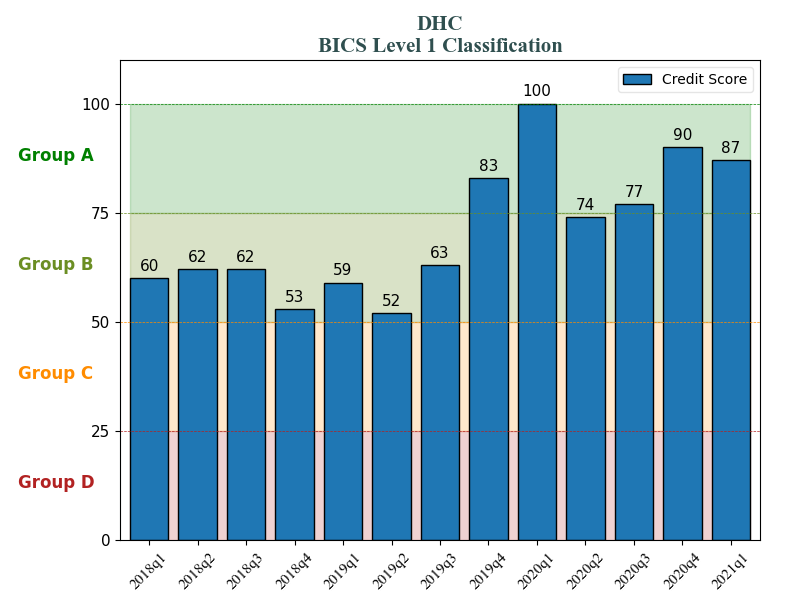 DHC
BICS Level 1 Classification
Credit Score
100
75
50
25
0
Group A
Group B
Group C
Group D
60
62
62
53
59
52
63
83
100
74
77
90
87
2018q1
2018q2
2018q3
2018q4
2019q1
2019q2
2019q3
2019q4
2020q1
2020q2
2020q3
2020q4
2021q1